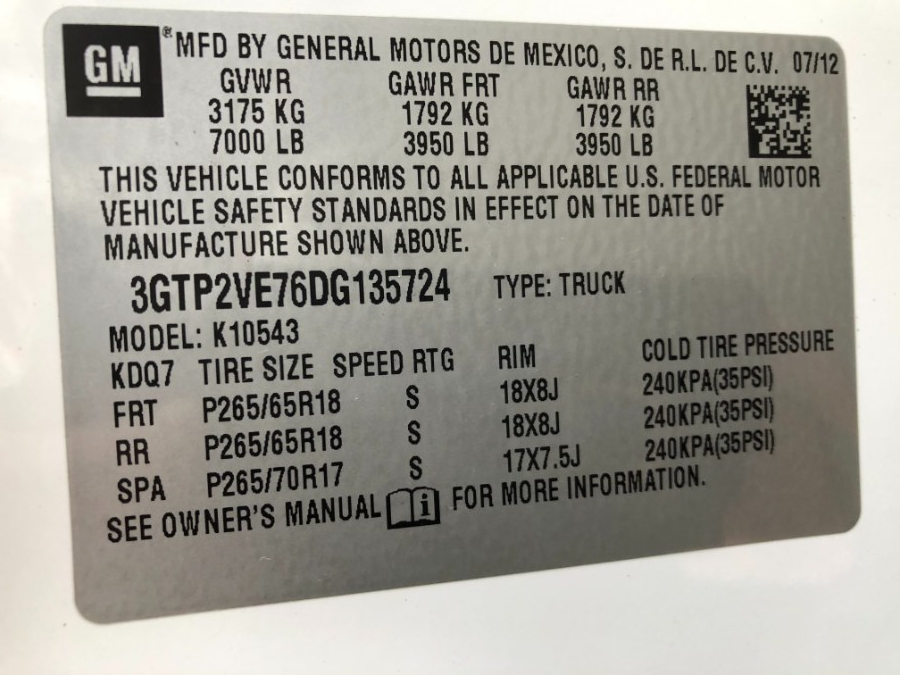 GM ® MFD BY GENERAL MOTORS DE MEXICO, S. DE R.L. DE C.V. 07/12
GVWR GAWR FRT GAWR RR
3175 KG 1792 KG 1792 KG
7000 LB 3950 LB 3950 LB
THIS VEHICLE CONFORMS TO ALL APPLICABLE U.S. FEDERAL MOTOR
VEHICLE SAFETY STANDARDS IN EFFECT ON THE DATE OF
MANUFACTURE SHOWN ABOVE.
3GTP2VE76DG135724 TYPE: TRUCK
MODEL: K10543
KDQ7 TIRE SIZE SPEED RTG RIM COLD TIRE PRESSURE
FRT P265/65R18 S 18X8J 240KPA(35PSI)
RR P265/65R18 S 18X8J 240KPA(35PSI)
SPA P265/70R17 S 17X7.5J 240KPA(35PSI)
SEE OWNER'S MANUAL i FOR MORE INFORMATION.